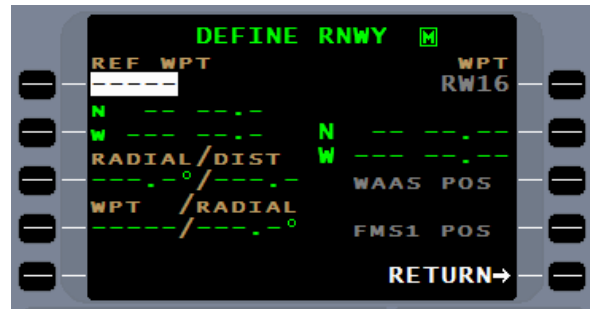 DEFINE RNWY M
REF WPT WPT
----- RW16
N -- --.-
W --- --.- N -- --.--
RADIAL/DIST W --- --.--
---.-°/---.- WAAS POS
WPT /RADIAL
-----/---.-° FMS1 POS
RETURN→